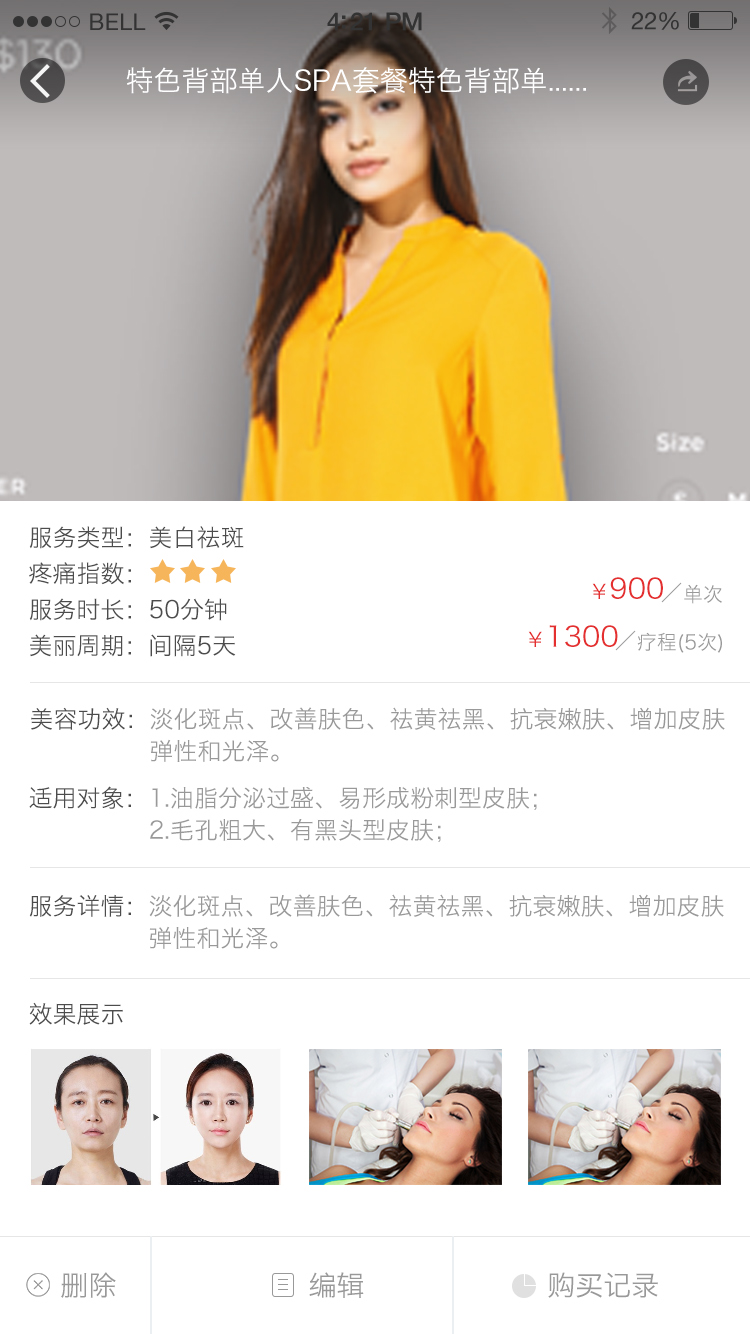 BELL
4:21 PM
22%
$130
特色背部单人SPA套餐特色背部单......
Size
ER
S
M
服务类型：美白祛斑
疼痛指数：
服务时长：50分钟
美丽周期：间隔5天
¥900/单次
¥1300/疗程(5次)
美容功效：淡化斑点、改善肤色、祛黄祛黑、抗衰嫩肤、增加皮肤
弹性和光泽。
适用对象：1.油脂分泌过盛、易形成粉刺型皮肤；
2.毛孔粗大、有黑头型皮肤；
服务详情：淡化斑点、改善肤色、祛黄祛黑、抗衰嫩肤、增加皮肤
弹性和光泽。
效果展示
删除
编辑
购买记录